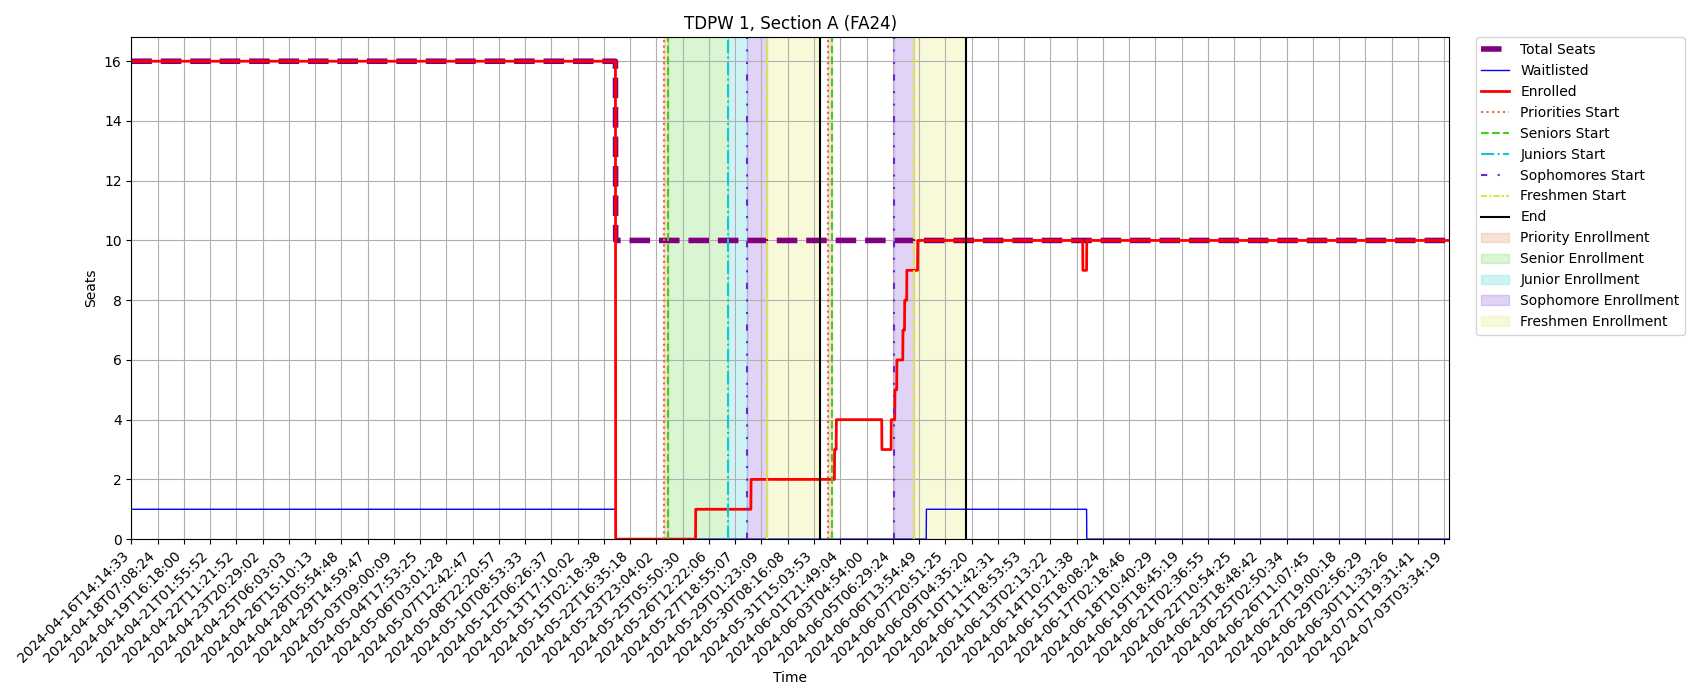 TDPW 1, Section A (FA24)
Seats
16
14
12
10
8
6
4
2
0
2024-04-16T14:14:33
2024-04-18T07:08:24
2024-04-19T16:18:00
2024-04-21T01:55:52
2024-04-22T11:21:52
2024-04-23T20:29:02
2024-04-25T06:03:03
2024-04-26T15:10:13
2024-04-28T05:54:48
2024-04-29T14:59:47
2024-05-03T09:00:09
2024-05-04T17:53:25
2024-05-06T03:01:28
2024-05-07T12:42:47
2024-05-08T22:20:57
2024-05-10T08:53:33
2024-05-12T06:26:37
2024-05-13T17:10:02
2024-05-15T02:18:38
2024-05-22T16:35:18
2024-05-23T23:04:02
2024-05-25T05:50:30
2024-05-26T12:22:06
2024-05-27T18:55:07
2024-05-29T01:23:09
2024-05-30T08:16:08
2024-05-31T15:03:53
2024-06-01T21:49:04
2024-06-03T04:54:00
2024-06-05T06:29:24
2024-06-06T13:54:49
2024-06-07T20:51:25
2024-06-09T04:35:20
2024-06-10T11:42:31
2024-06-11T18:53:53
2024-06-13T02:13:22
2024-06-14T10:21:38
2024-06-15T18:08:24
2024-06-17T02:18:46
2024-06-18T10:40:29
2024-06-19T18:45:19
2024-06-21T02:36:55
2024-06-22T10:54:25
2024-06-23T18:48:42
2024-06-25T02:50:34
2024-06-26T11:07:45
2024-06-27T19:00:18
2024-06-29T02:56:29
2024-06-30T11:33:26
2024-07-01T19:31:41
2024-07-03T03:34:19
Time
Total Seats
Waitlisted
Enrolled
Priorities Start
Seniors Start
Juniors Start
Sophomores Start
Freshmen Start
End
Priority Enrollment
Senior Enrollment
Junior Enrollment
Sophomore Enrollment
Freshmen Enrollment